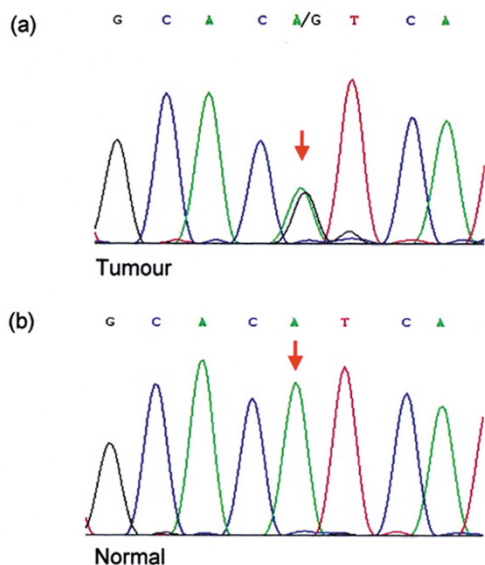 (a)
G C A C A/G T C A
Tumour
(b)
G C A C A T C A
Normal